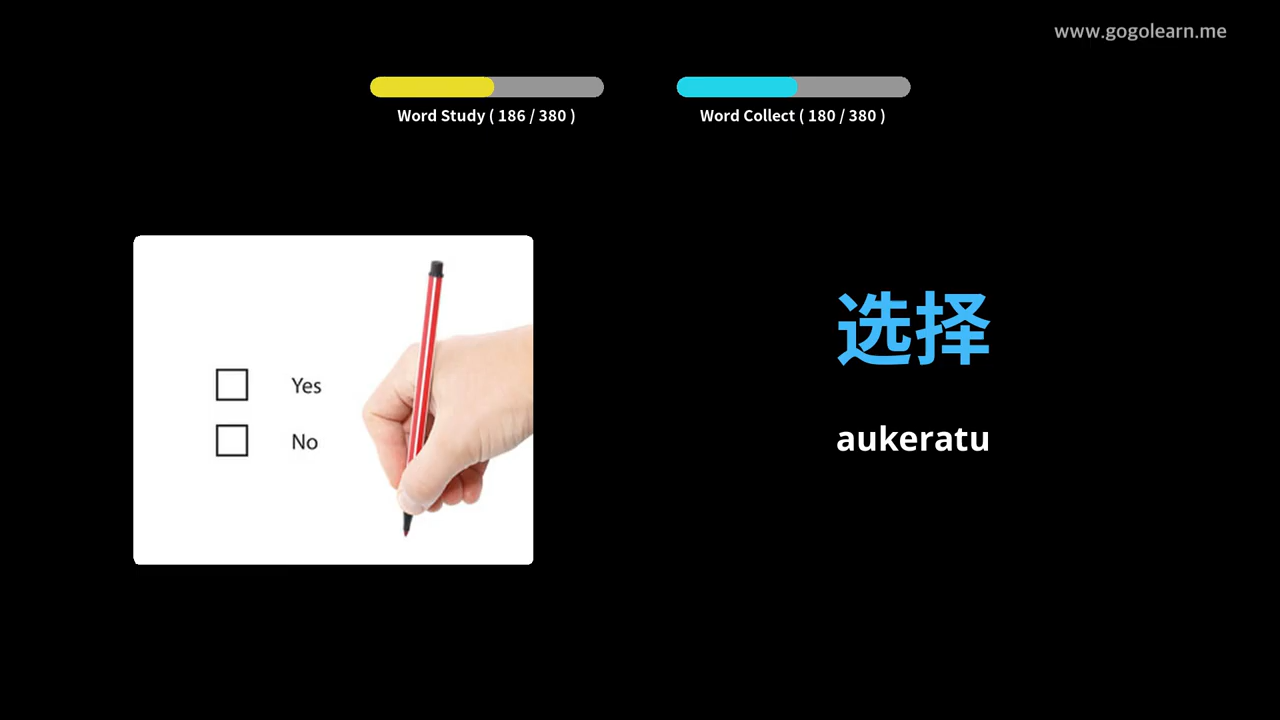 www.gogolearn.me
Word Study ( 186 / 380 )
Word Collect ( 180 / 380 )
Yes
No
选择
aukeratu